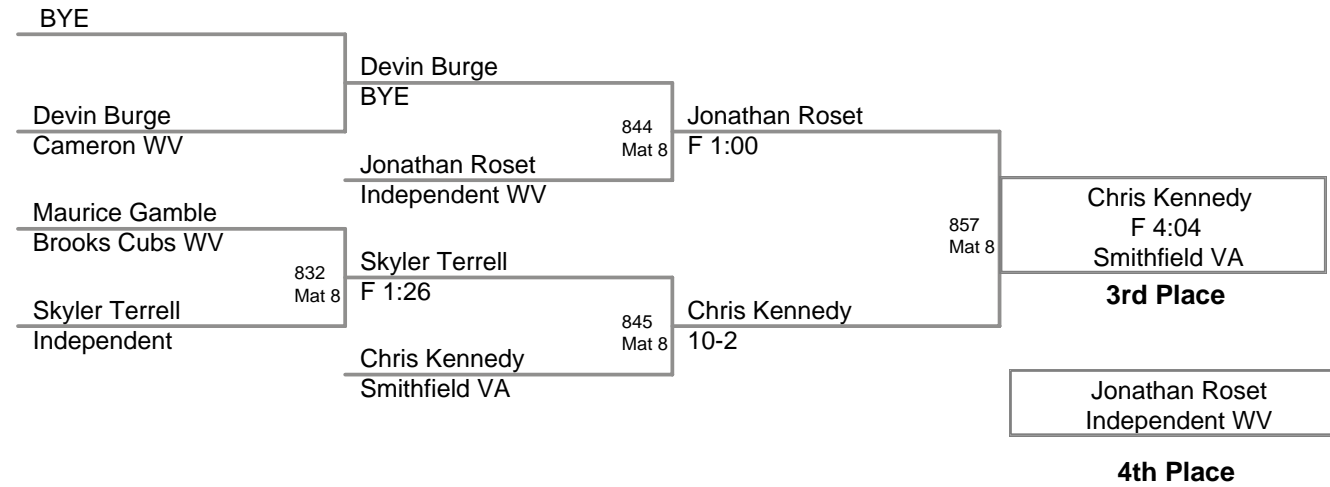 BYE
Devin Burge
BYE
Devin Burge
Cameron WV
844
Mat 8
Jonathan Roset
F 1:00
Jonathan Roset
Independent WV
Maurice Gamble
Brooks Cubs WV
832
Mat 8
Skyler Terrell
F 1:26
Skyler Terrell
Independent
845
Mat 8
Chris Kennedy
10-2
Chris Kennedy
Smithfield VA
857
Mat 8
Chris Kennedy
F 4:04
Smithfield VA
3rd Place
Jonathan Roset
Independent WV
4th Place